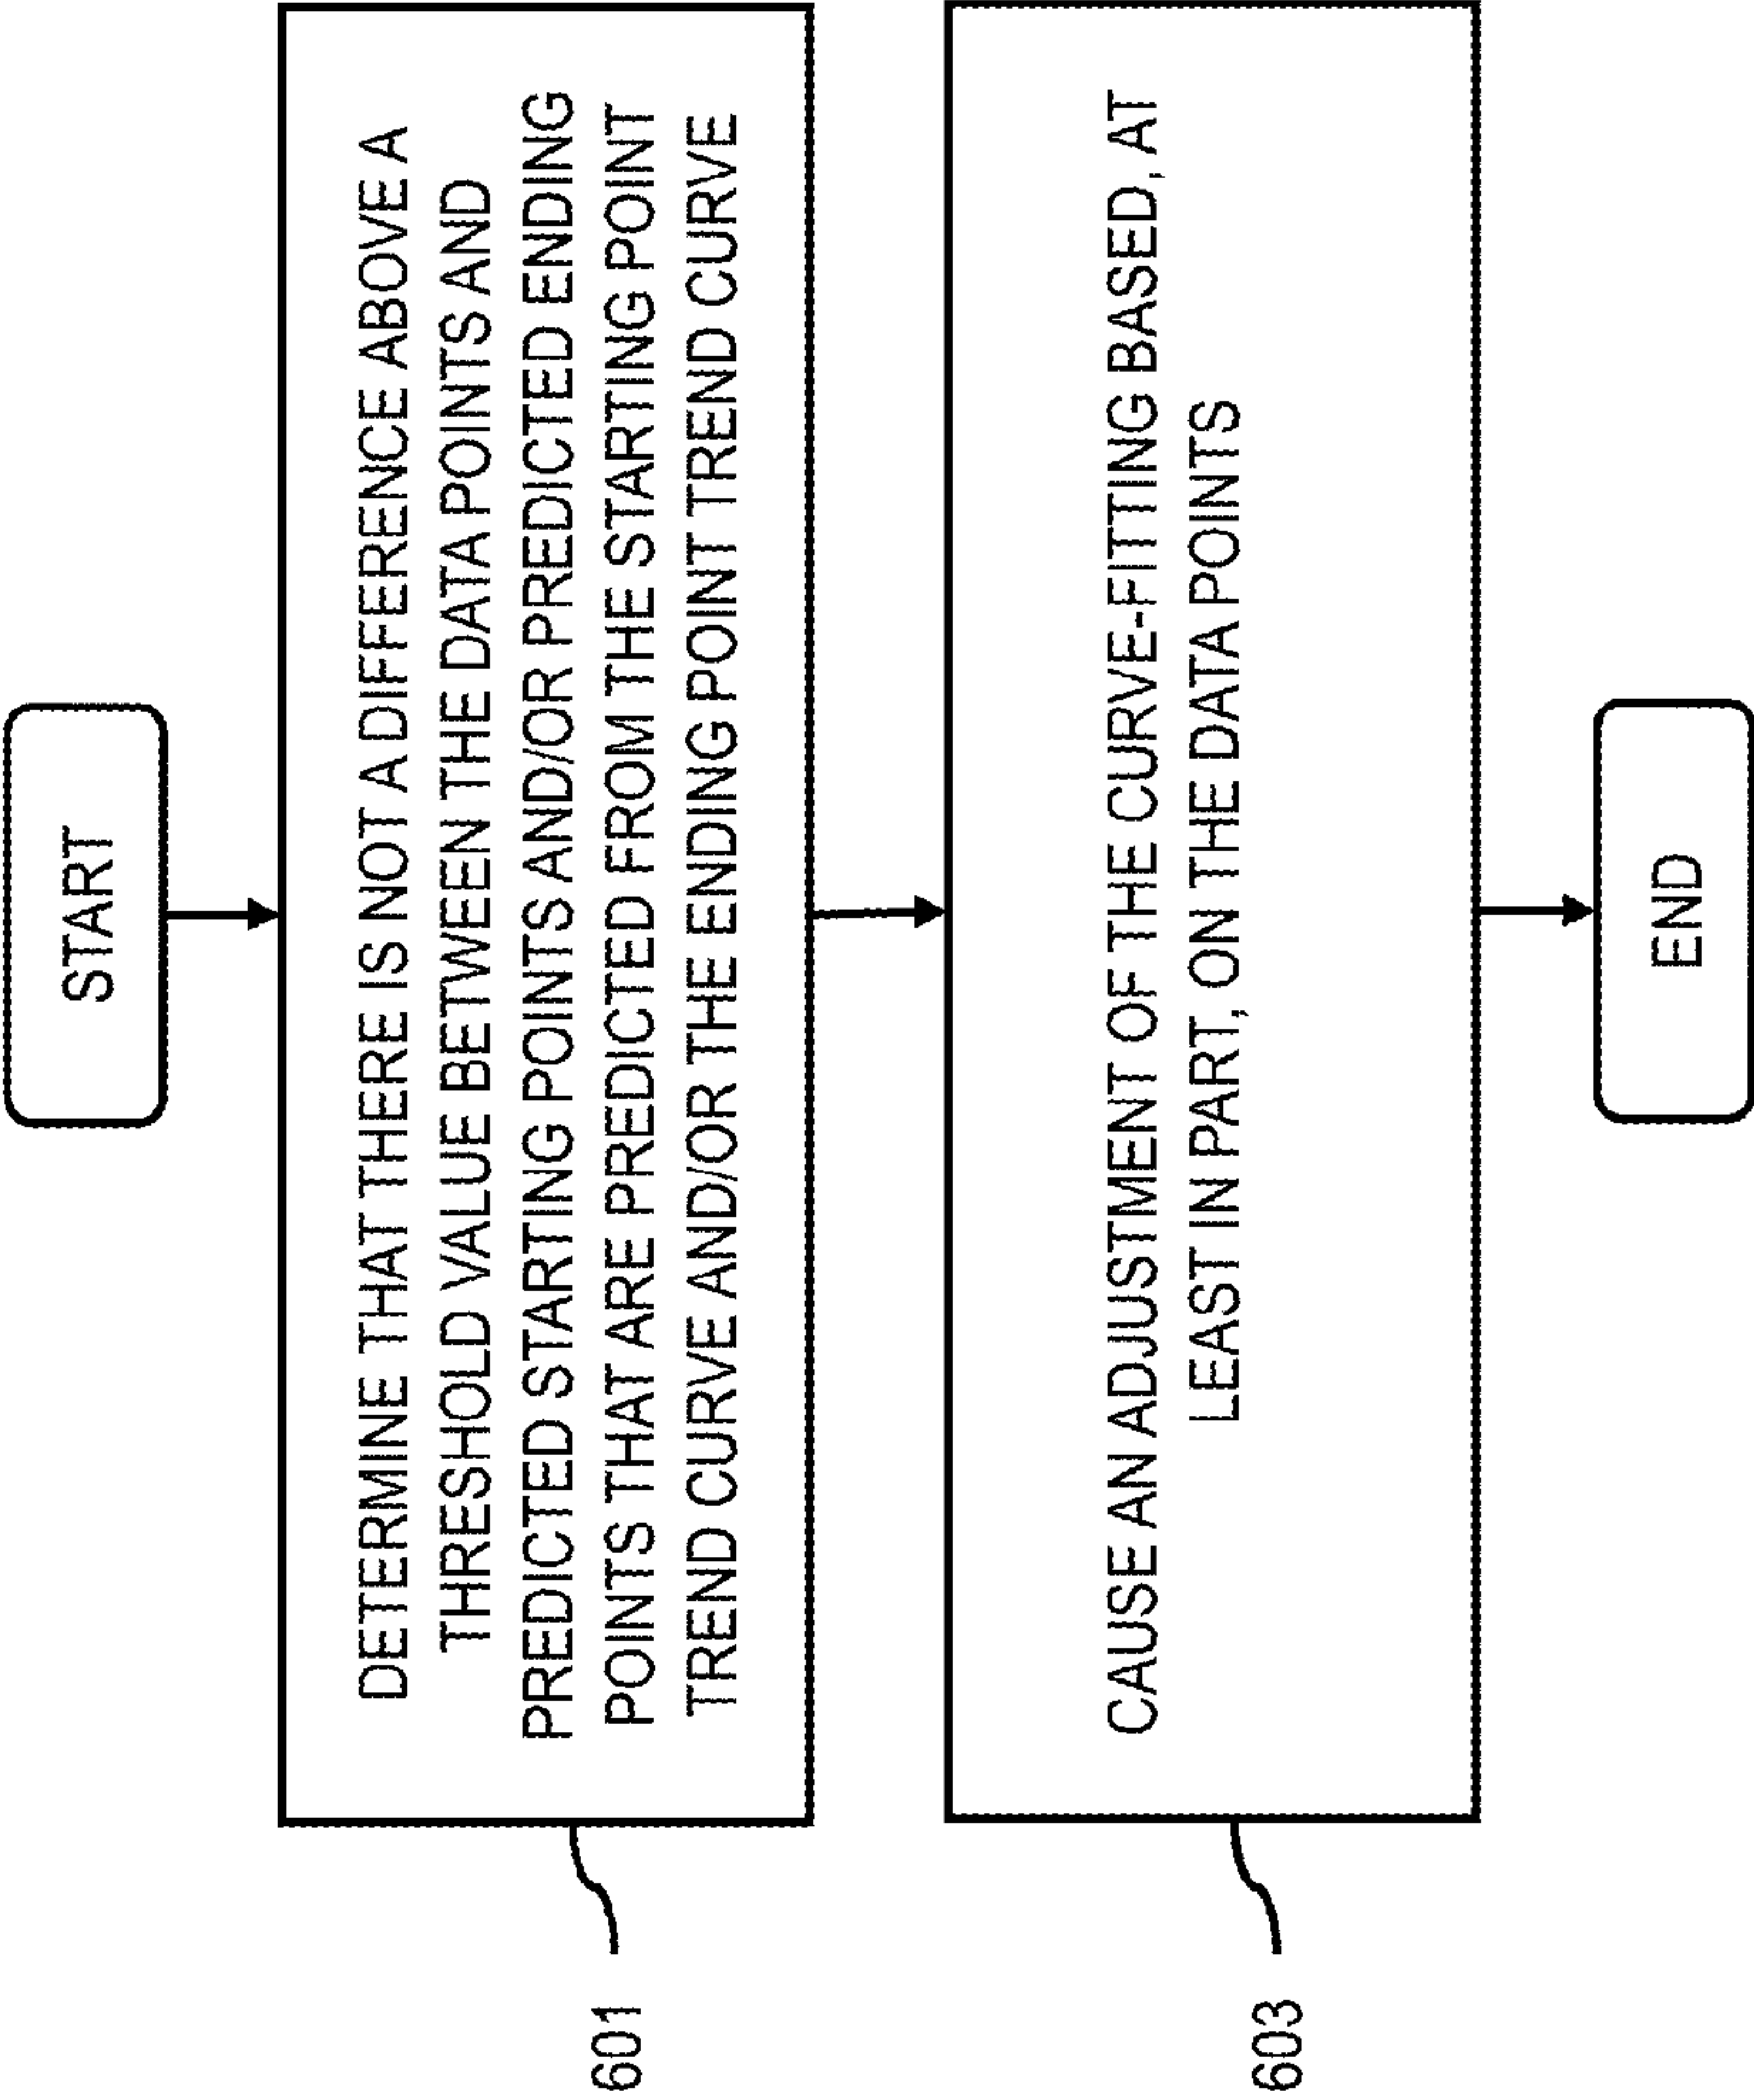 START
DETERMINE THAT THERE IS NOT A DIFFERENCE ABOVE A
THRESHOLD VALUE BETWEEN THE DATA POINTS AND
PREDICTED STARTING POINTS AND/OR PREDICTED ENDING
POINTS THAT ARE PREDICTED FROM THE STARTING POINT
TREND CURVE AND/OR THE ENDING POINT TREND CURVE
601
CAUSE AN ADJUSTMENT OF THE CURVE-FITTING BASED, AT
LEAST IN PART, ON THE DATA POINTS
603
END